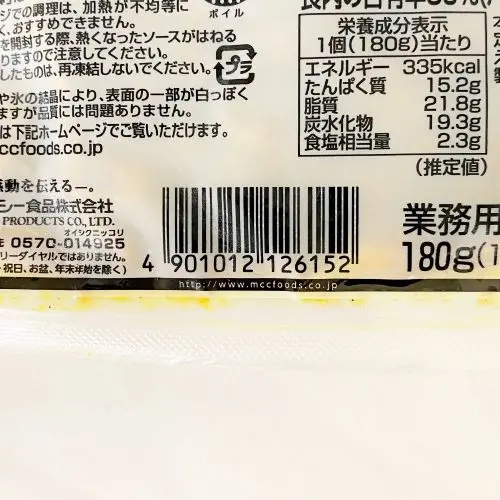 ジでの調理は、加熱が不均等に
く、おすすめできません。
を開封する際、熱くなったソースがはねる
りますので注意してください。
したものは、再凍結しないでください。
や氷の結晶により、表面の一部が白っぽく
ますが品質には問題ありません。
は下記ホームページでご覧いただけます。
mccfoods.co.jp
ボイル
プラ
栄養成分表示
1個(180g)当たり
エネルギー 335kcal
たんぱく質 15.2g
脂質 21.8g
炭水化物 19.3g
食塩相当量 2.3g
(推定値)
感動を伝える―。
シー食品株式会社
PRODUCTS CO., LTD.
オイシクニッコリ
0570-014925
リーダイヤルではありません。
祝日、お盆、年末年始を除く)
4 901012 126152
http://www.mccfoods.co.jp
業務用
180g(1